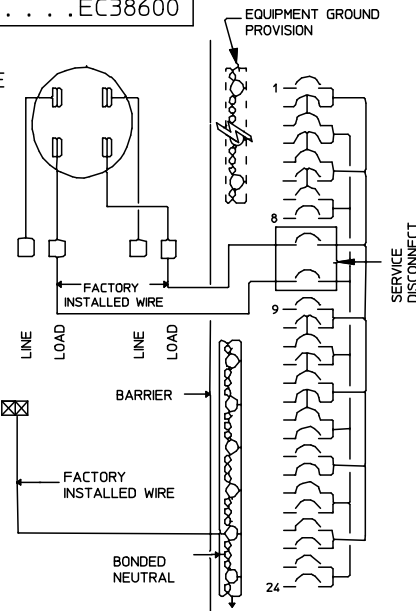 . . . . .EC38600
EQUIPMENT GROUND
PROVISION
E
1
8
SERVICE
DISCONNECT
FACTORY
INSTALLED WIRE
9
LINE
LOAD
LINE
LOAD
BARRIER
FACTORY
INSTALLED WIRE
BONDED
NEUTRAL
24